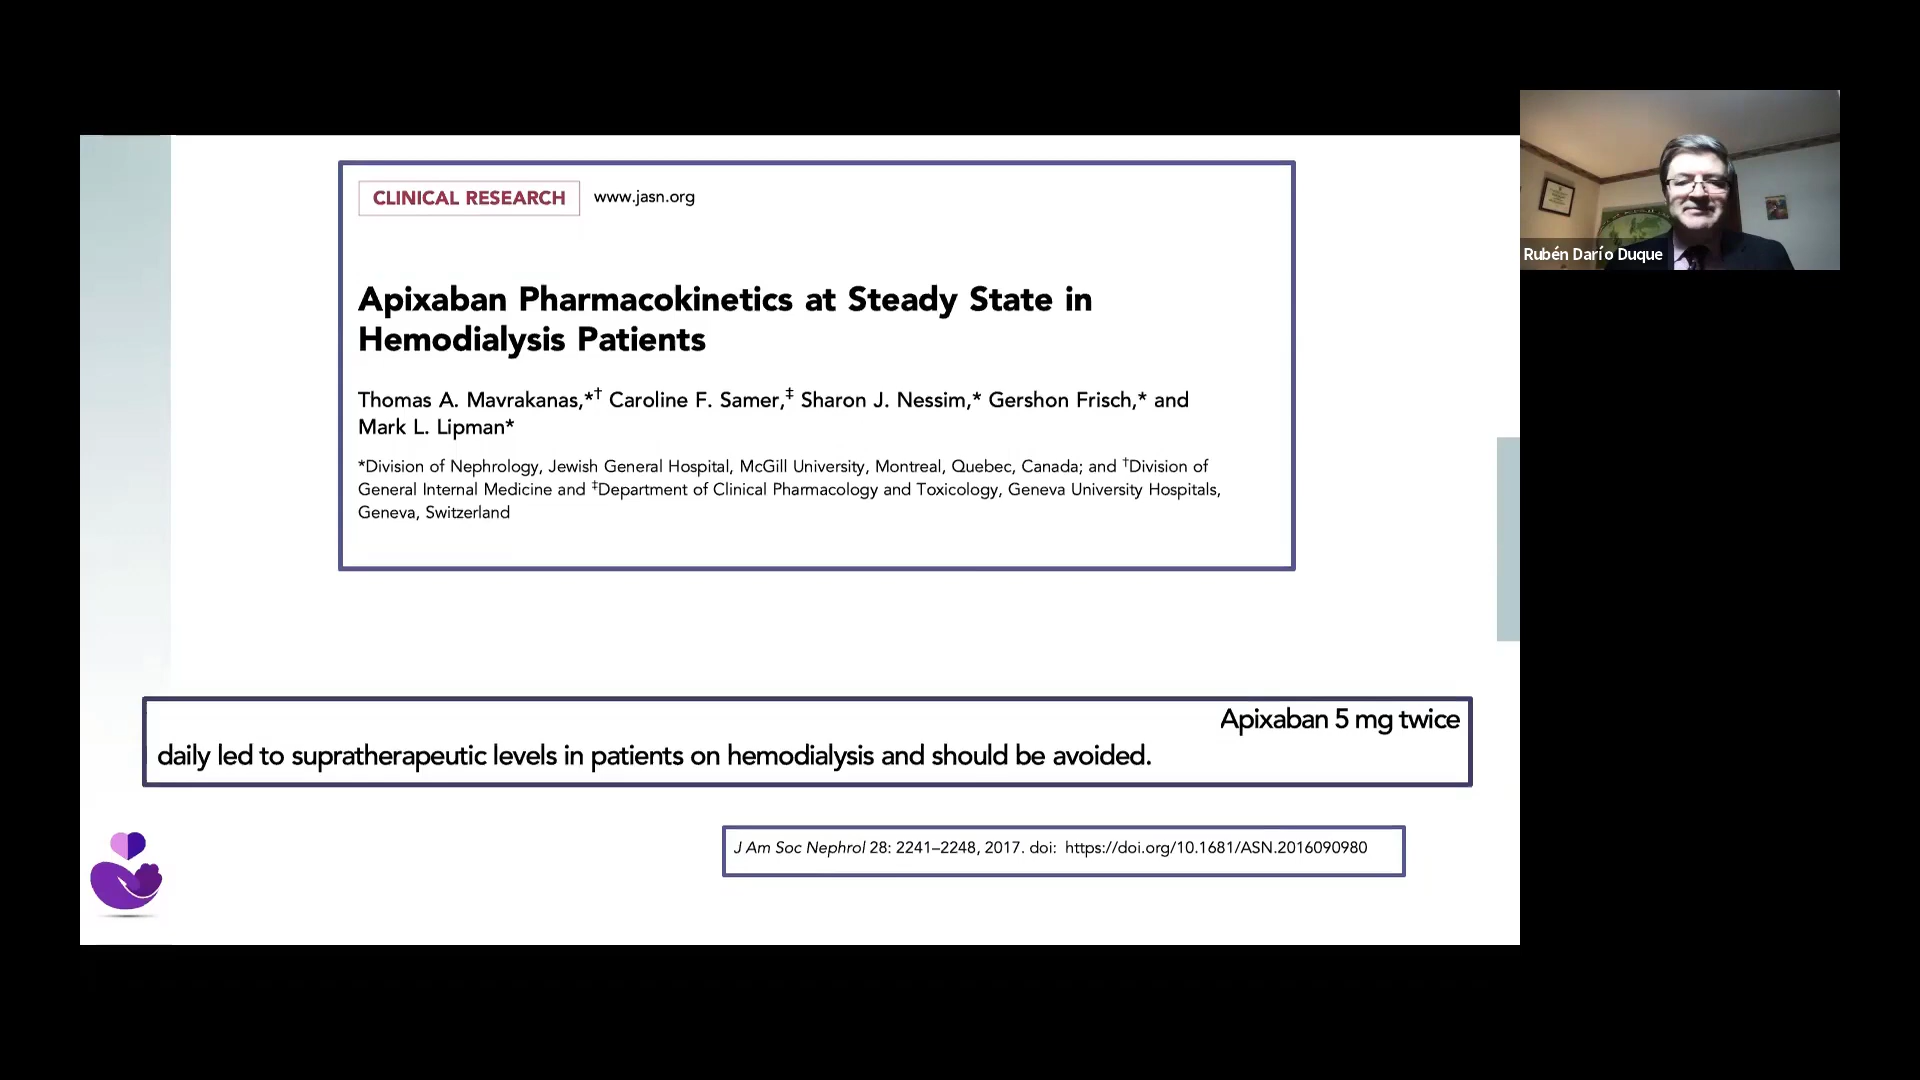 CLINICAL RESEARCH www.jasn.org
Apixaban Pharmacokinetics at Steady State in
Hemodialysis Patients
Thomas A. Mavrakanas,*† Caroline F. Samer,‡ Sharon J. Nessim,* Gershon Frisch,* and
Mark L. Lipman*
*Division of Nephrology, Jewish General Hospital, McGill University, Montreal, Quebec, Canada; and †Division of
General Internal Medicine and ‡Department of Clinical Pharmacology and Toxicology, Geneva University Hospitals,
Geneva, Switzerland
Apixaban 5 mg twice
daily led to supratherapeutic levels in patients on hemodialysis and should be avoided.
J Am Soc Nephrol 28: 2241–2248, 2017. doi: https://doi.org/10.1681/ASN.2016090980
Rubén Darío Duque